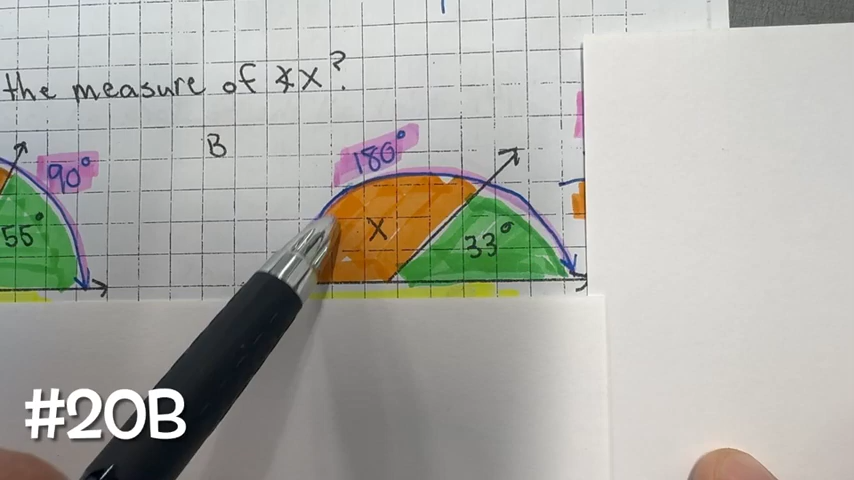 the measure of ∡X?
B
90°
180°
55°
X
33°
#20B